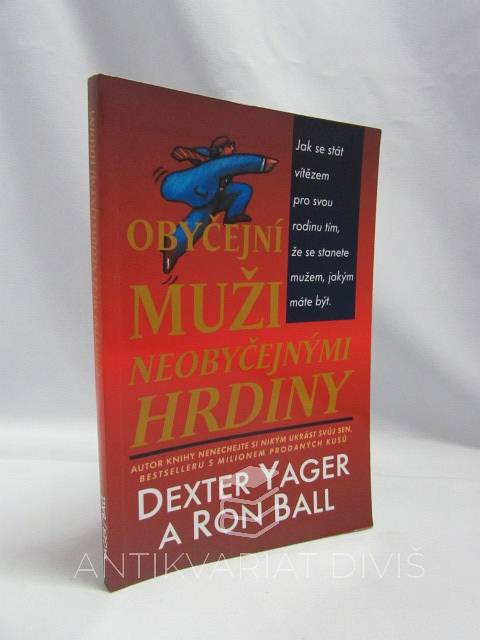 OBYČEJNÍ
MUŽI
NEOBYČEJNÝMI
HRDINY
Jak se stát
vítězem
pro svou
rodinu tím,
že se stanete
mužem, jakým
máte být.
AUTOR KNIHY NENECHEJTE SI NIKÝM UKRÁST SVŮJ SEN,
BESTSELLERU S MILIONEM PRODANÝCH KUSŮ
DEXTER YAGER
A RON BALL
ANTIKVARIÁT DIVIŠ